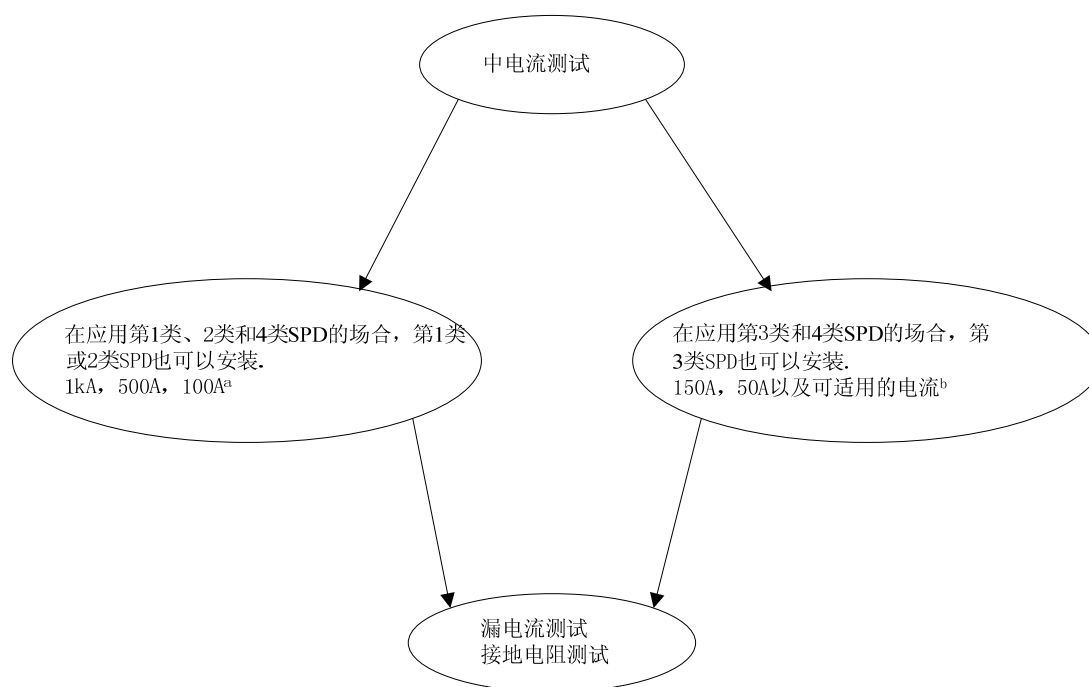 中电流测试
在应用第1类、2类和4类SPD的场合，第1类
或2类SPD也可以安装.
1kA，500A，100Aᵃ
在应用第3类和4类SPD的场合，第
3类SPD也可以安装.
150A，50A以及可适用的电流ᵇ
漏电流测试
接地电阻测试